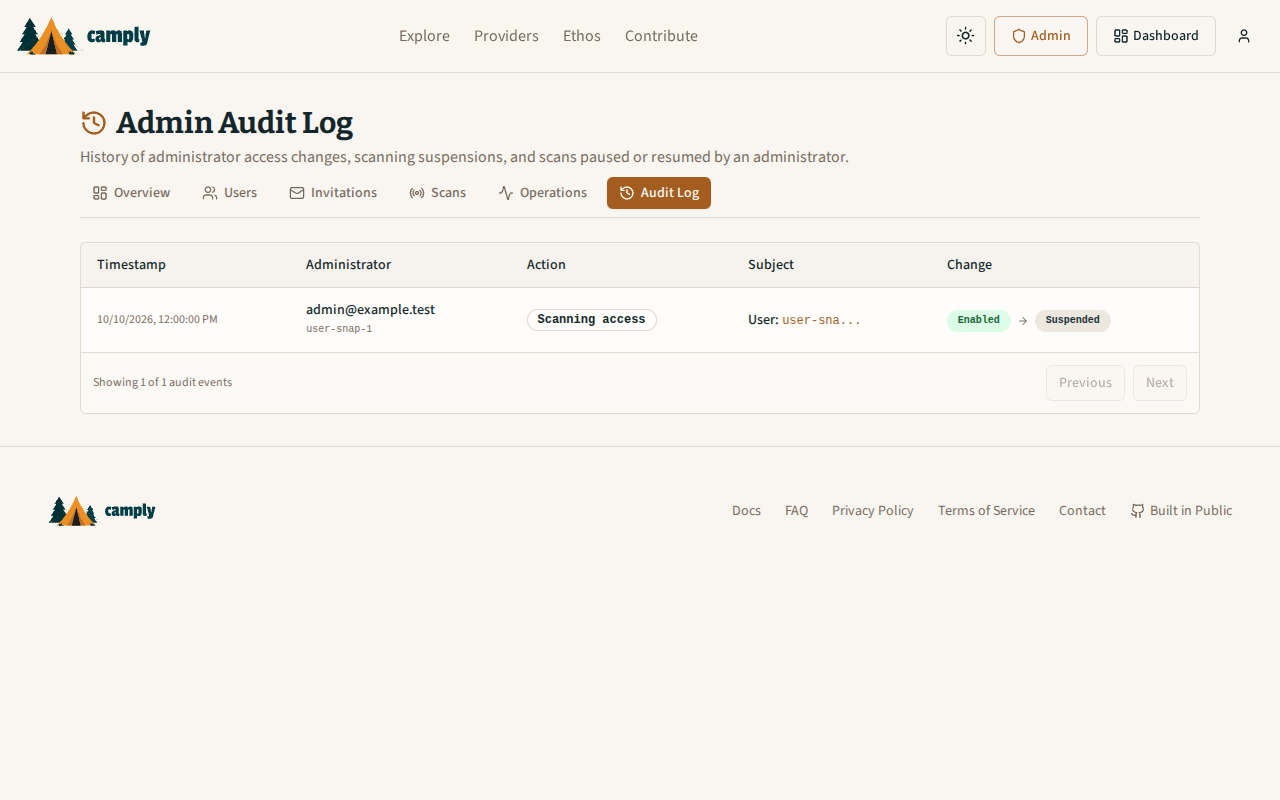 camply
Explore Providers Ethos Contribute
Admin Dashboard
Admin Audit Log
History of administrator access changes, scanning suspensions, and scans paused or resumed by an administrator.
Overview Users Invitations Scans Operations Audit Log
Timestamp Administrator Action Subject Change
10/10/2026, 12:00:00 PM admin@example.test Scanning access User: user-sna... Enabled → Suspended
user-snap-1
Showing 1 of 1 audit events Previous Next
camply Docs FAQ Privacy Policy Terms of Service Contact Built in Public